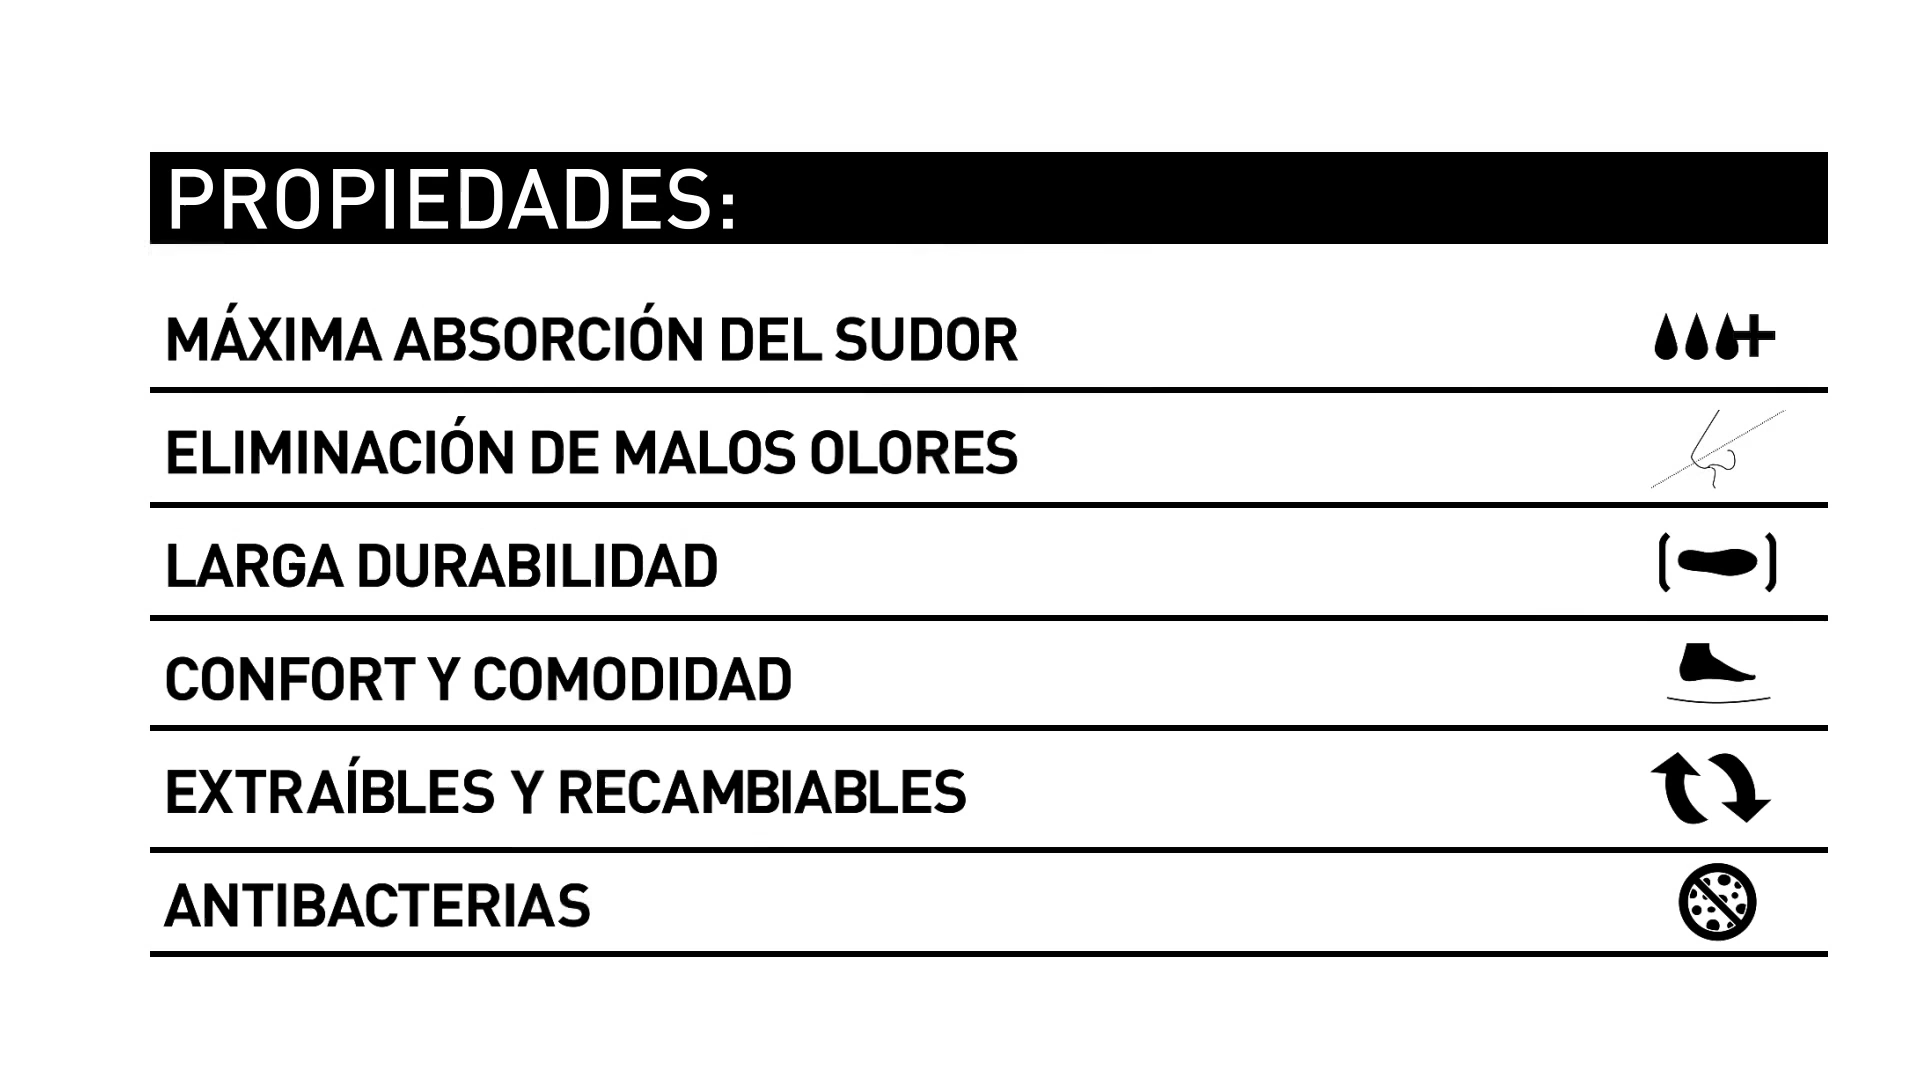 PROPIEDADES:
MÁXIMA ABSORCIÓN DEL SUDOR
ELIMINACIÓN DE MALOS OLORES
LARGA DURABILIDAD
CONFORT Y COMODIDAD
EXTRAÍBLES Y RECAMBIABLES
ANTIBACTERIAS